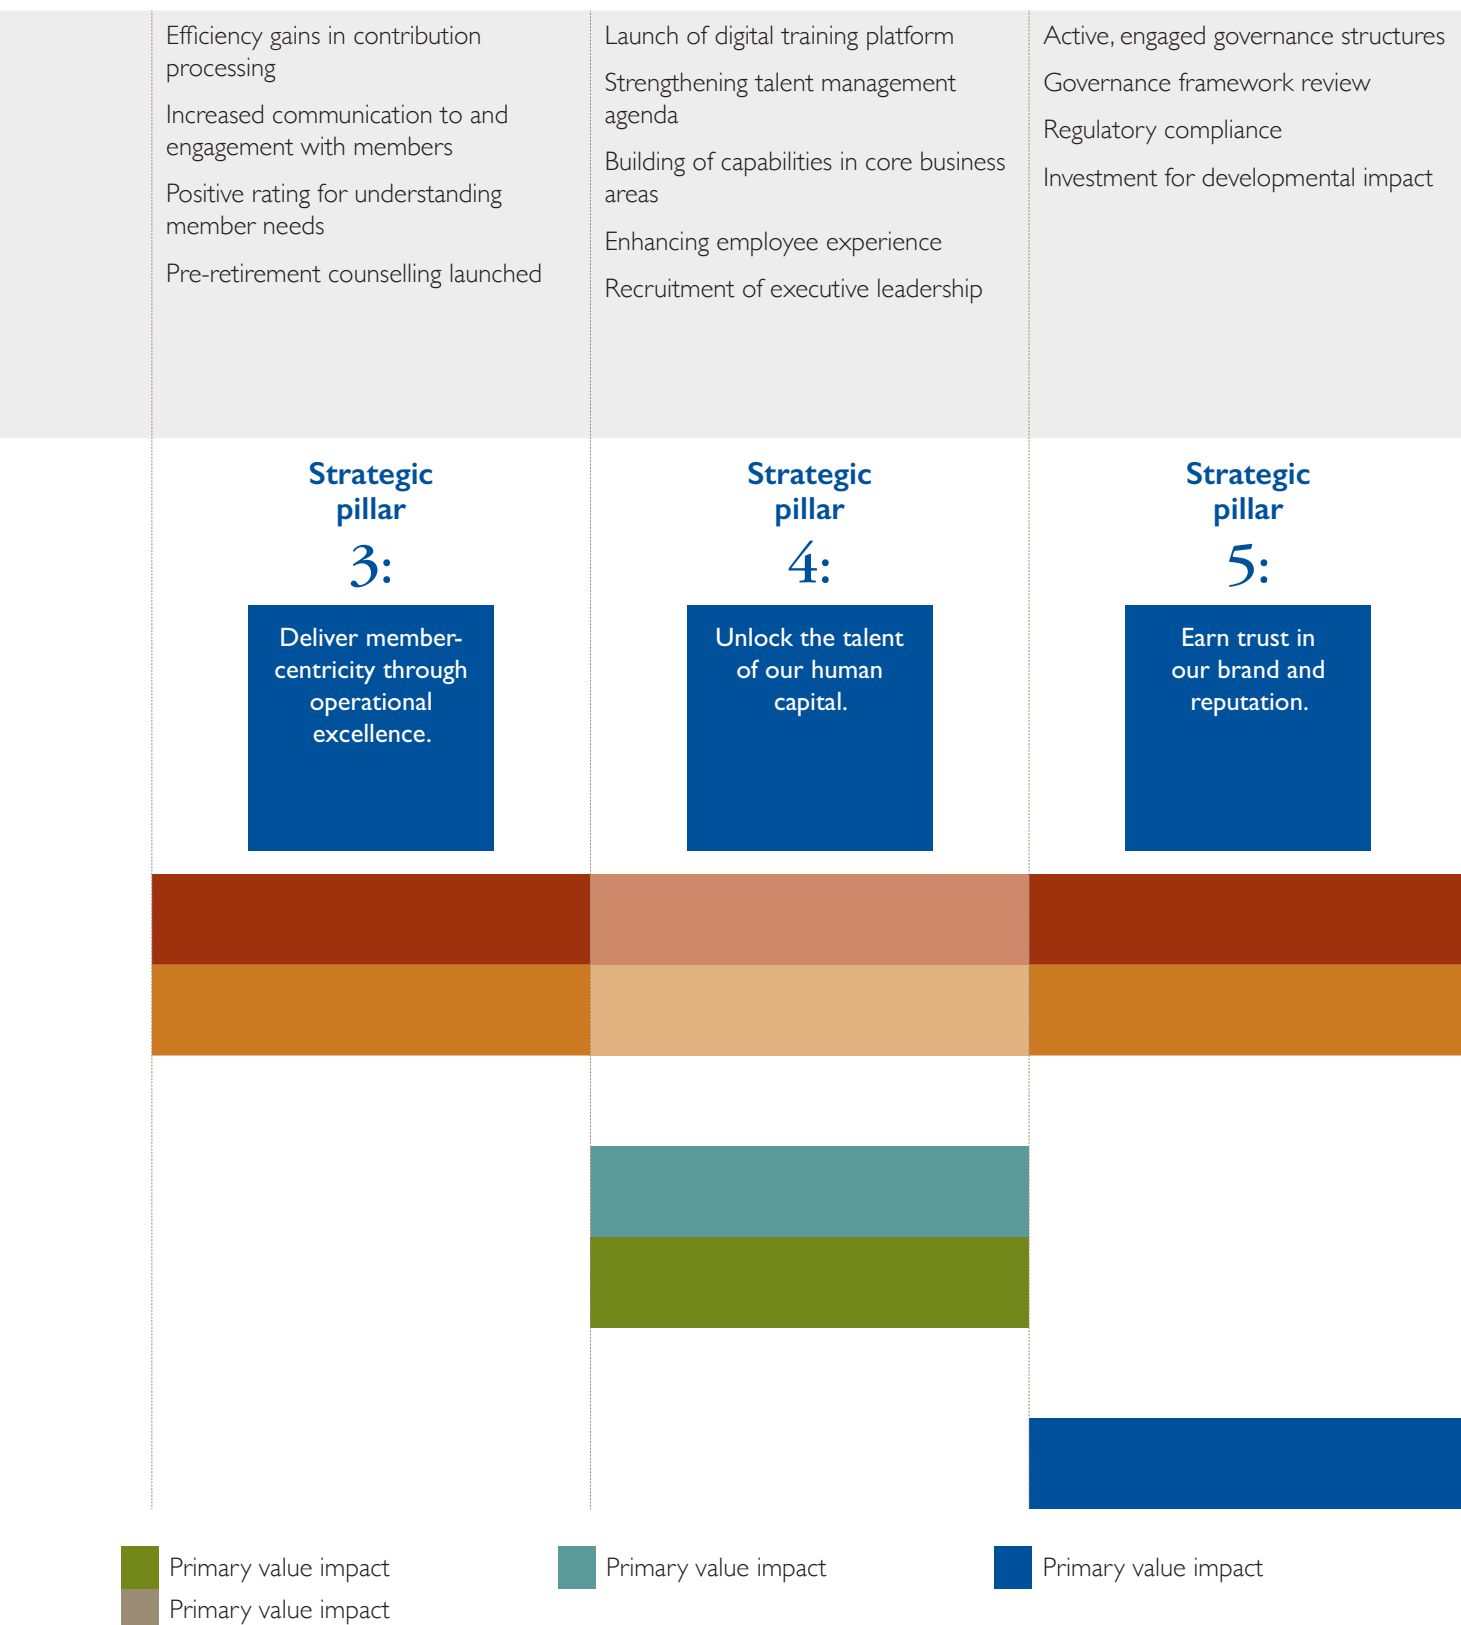 Efficiency gains in contribution
processing
Increased communication to and
engagement with members
Positive rating for understanding
member needs
Pre-retirement counselling launched
Launch of digital training platform
Strengthening talent management
agenda
Building of capabilities in core business
areas
Enhancing employee experience
Recruitment of executive leadership
Active, engaged governance structures
Governance framework review
Regulatory compliance
Investment for developmental impact
Strategic
pillar
3:
Deliver member-
centricity through
operational
excellence.
Strategic
pillar
4:
Unlock the talent
of our human
capital.
Strategic
pillar
5:
Earn trust in
our brand and
reputation.
Primary value impact
Primary value impact
Primary value impact
Primary value impact